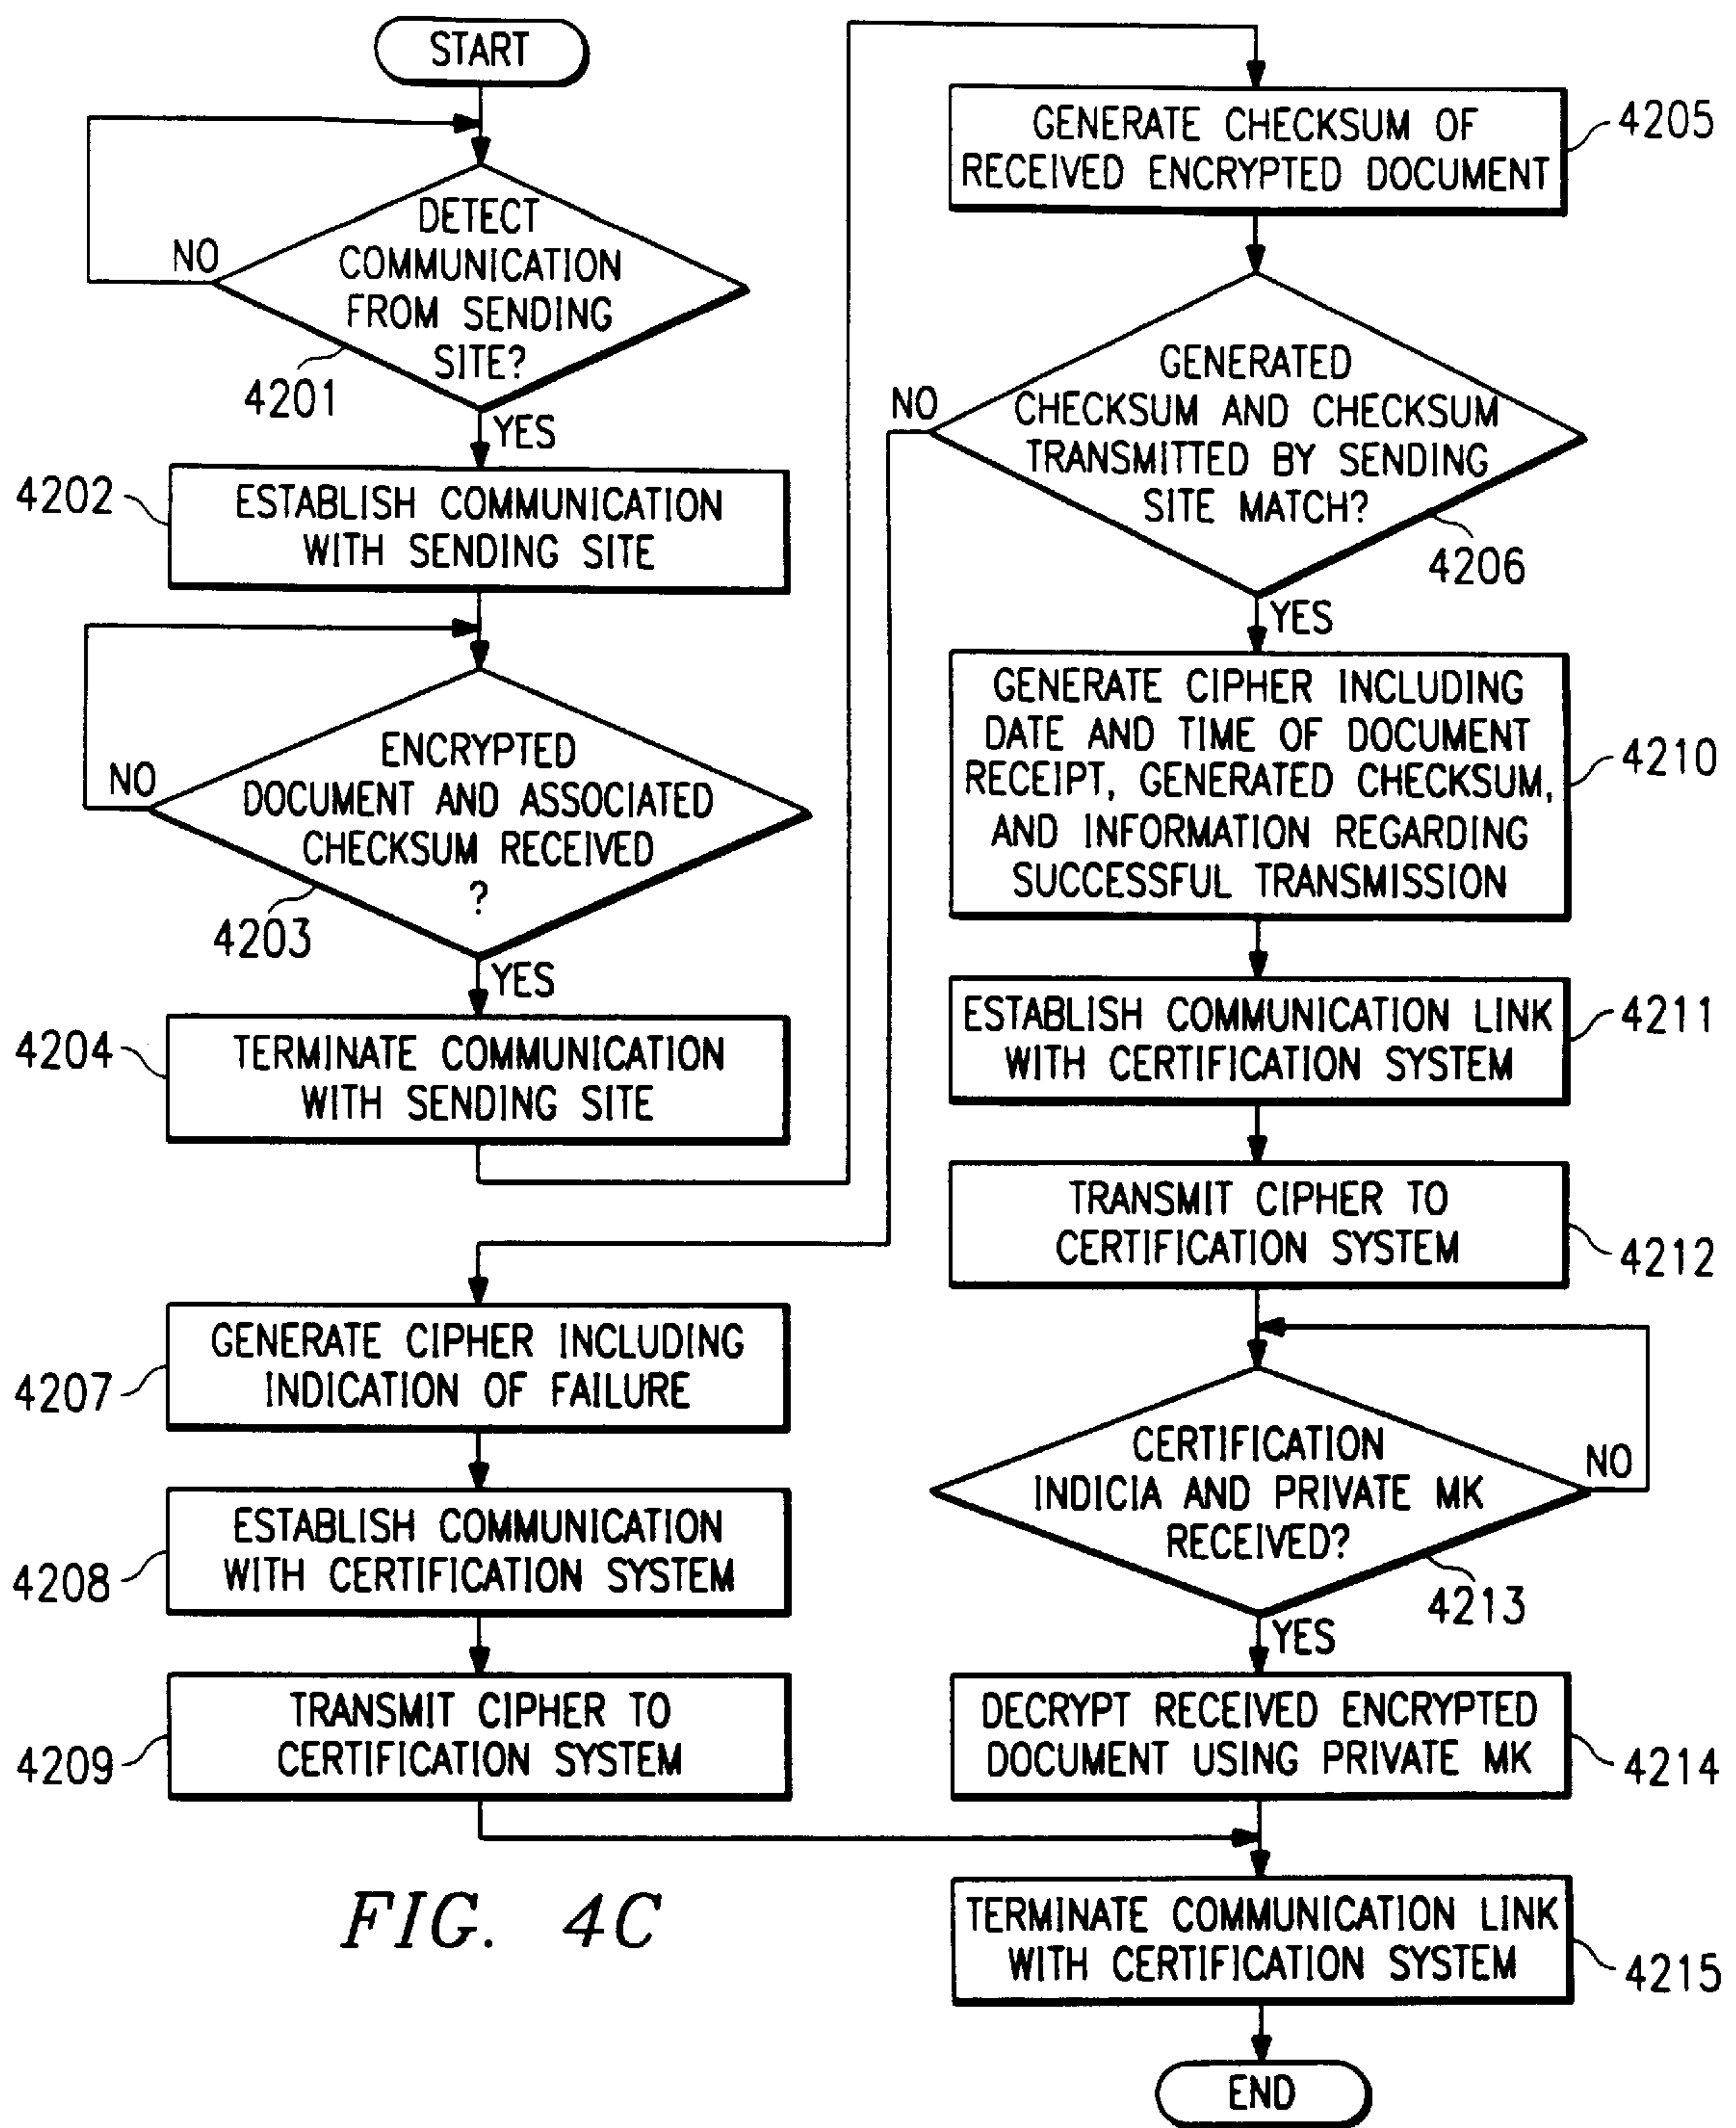 START
DETECT
COMMUNICATION
FROM SENDING
SITE?
NO
4201
YES
4202
ESTABLISH COMMUNICATION
WITH SENDING SITE
ENCRYPTED
DOCUMENT AND ASSOCIATED
CHECKSUM RECEIVED
?
NO
4203
YES
4204
TERMINATE COMMUNICATION
WITH SENDING SITE
GENERATE CHECKSUM OF
RECEIVED ENCRYPTED DOCUMENT
4205
GENERATED
CHECKSUM AND CHECKSUM
TRANSMITTED BY SENDING
SITE MATCH?
NO
4206
YES
4207
GENERATE CIPHER INCLUDING
INDICATION OF FAILURE
4208
ESTABLISH COMMUNICATION
WITH CERTIFICATION SYSTEM
4209
TRANSMIT CIPHER TO
CERTIFICATION SYSTEM
GENERATE CIPHER INCLUDING
DATE AND TIME OF DOCUMENT
RECEIPT, GENERATED CHECKSUM,
AND INFORMATION REGARDING
SUCCESSFUL TRANSMISSION
4210
ESTABLISH COMMUNICATION LINK
WITH CERTIFICATION SYSTEM
4211
TRANSMIT CIPHER TO
CERTIFICATION SYSTEM
4212
CERTIFICATION
INDICIA AND PRIVATE MK
RECEIVED?
NO
4213
YES
DECRYPT RECEIVED ENCRYPTED
DOCUMENT USING PRIVATE MK
4214
TERMINATE COMMUNICATION LINK
WITH CERTIFICATION SYSTEM
4215
END
FIG. 4C